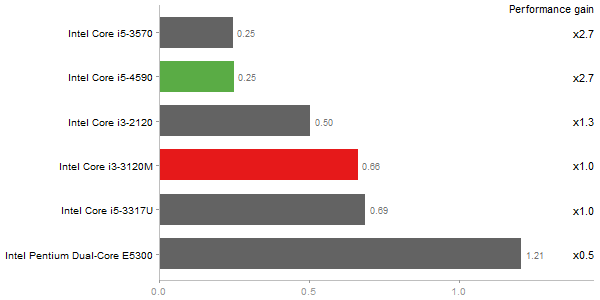 Performance gain
Intel Core i5-3570 0.25 x2.7
Intel Core i5-4590 0.25 x2.7
Intel Core i3-2120 0.50 x1.3
Intel Core i3-3120M 0.66 x1.0
Intel Core i5-3317U 0.69 x1.0
Intel Pentium Dual-Core E5300 1.21 x0.5
0.0 0.5 1.0